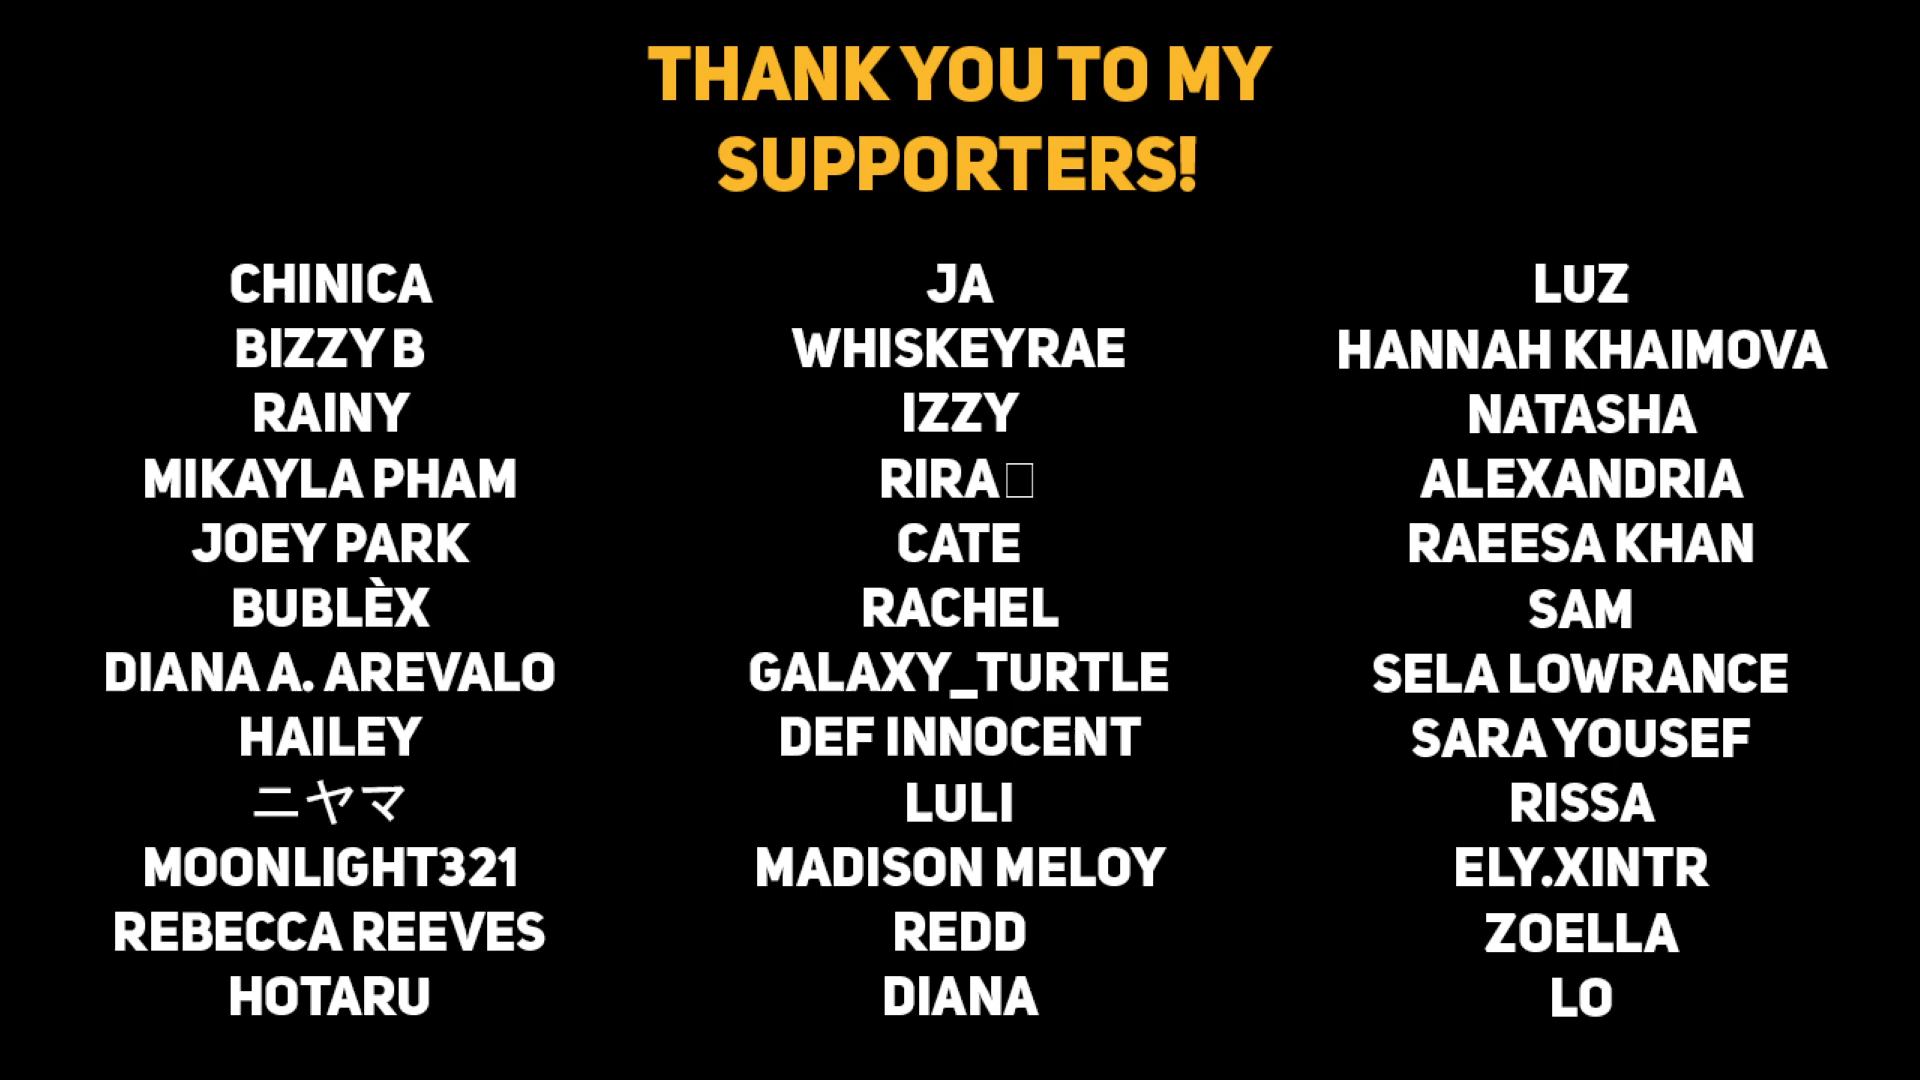 THANK YOU TO MY
SUPPORTERS!
CHINICA
BIZZY B
RAINY
MIKAYLA PHAM
JOEY PARK
BUBLÈX
DIANA A. AREVALO
HAILEY
ニヤマ
MOONLIGHT321
REBECCA REEVES
HOTARU
JA
WHISKEYRAE
IZZY
RIRA□
CATE
RACHEL
GALAXY_TURTLE
DEF INNOCENT
LULI
MADISON MELOY
REDD
DIANA
LUZ
HANNAH KHAIMOVA
NATASHA
ALEXANDRIA
RAEESA KHAN
SAM
SELA LOWRANCE
SARA YOUSEF
RISSA
ELY.XINTR
ZOELLA
LO